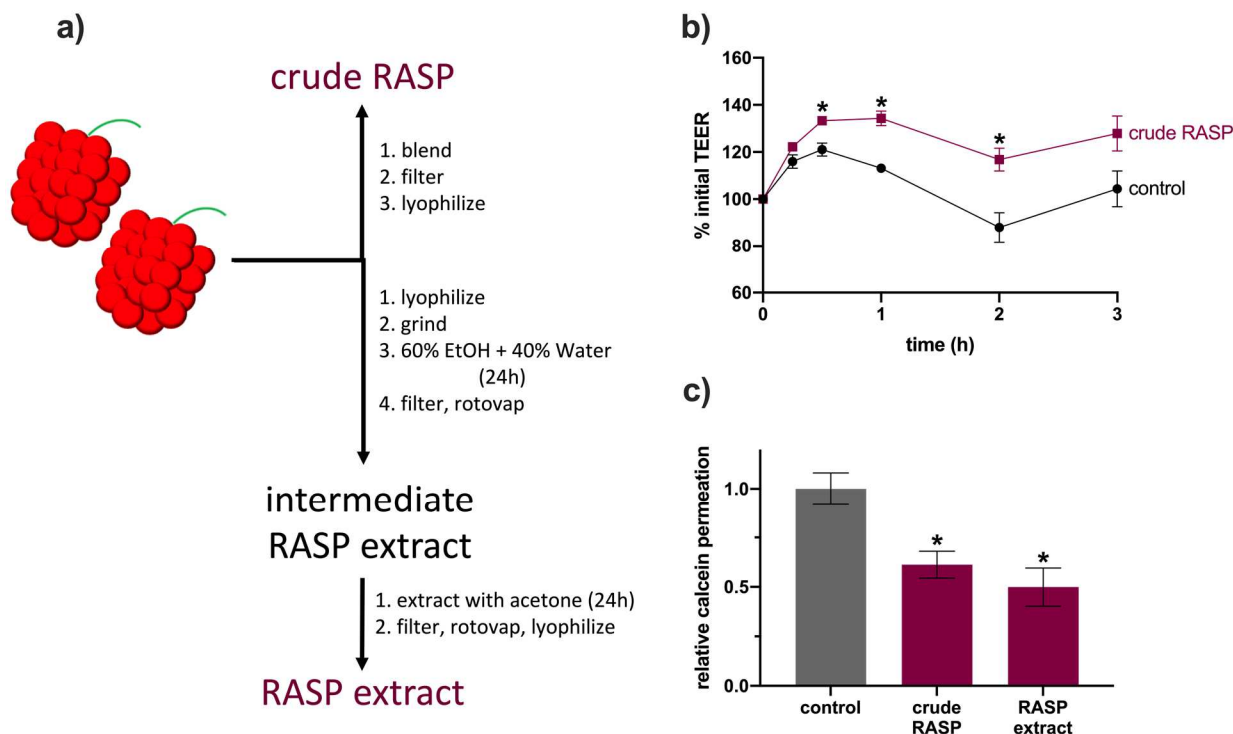 a)
crude RASP
1. blend
2. filter
3. lyophilize
1. lyophilize
2. grind
3. 60% EtOH + 40% Water
(24h)
4. filter, rotovap
intermediate
RASP extract
1. extract with acetone (24h)
2. filter, rotovap, lyophilize
RASP extract
b)
% initial TEER
160
140
120
100
80
60
* * *
crude RASP
control
0 1 2 3
time (h)
c)
relative calcein permeation
1.0
0.5
0.0
* *
control
crude
RASP
RASP
extract